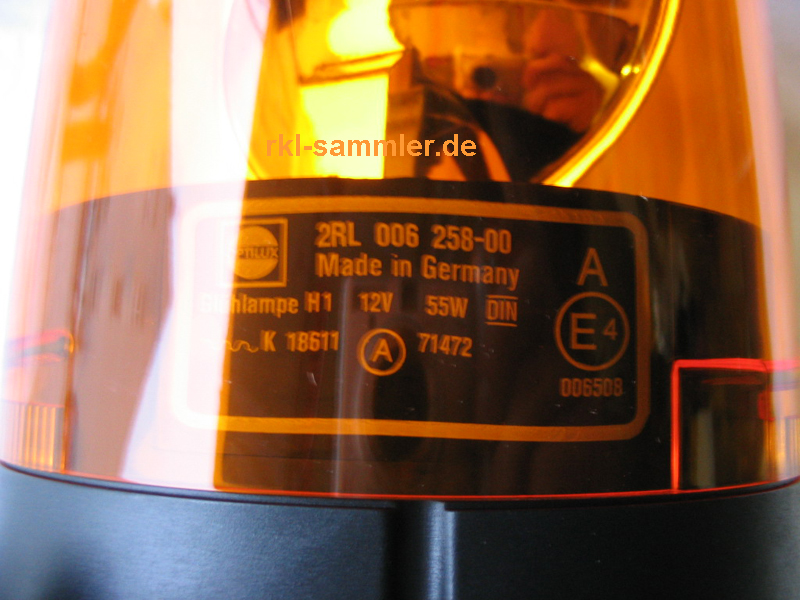 rkl-sammler.de
OPTILUX
2RL 006 258-00
Made in Germany
Glühlampe H1 12V 55W DIN
K 18611 A 71472
A
E4
006508